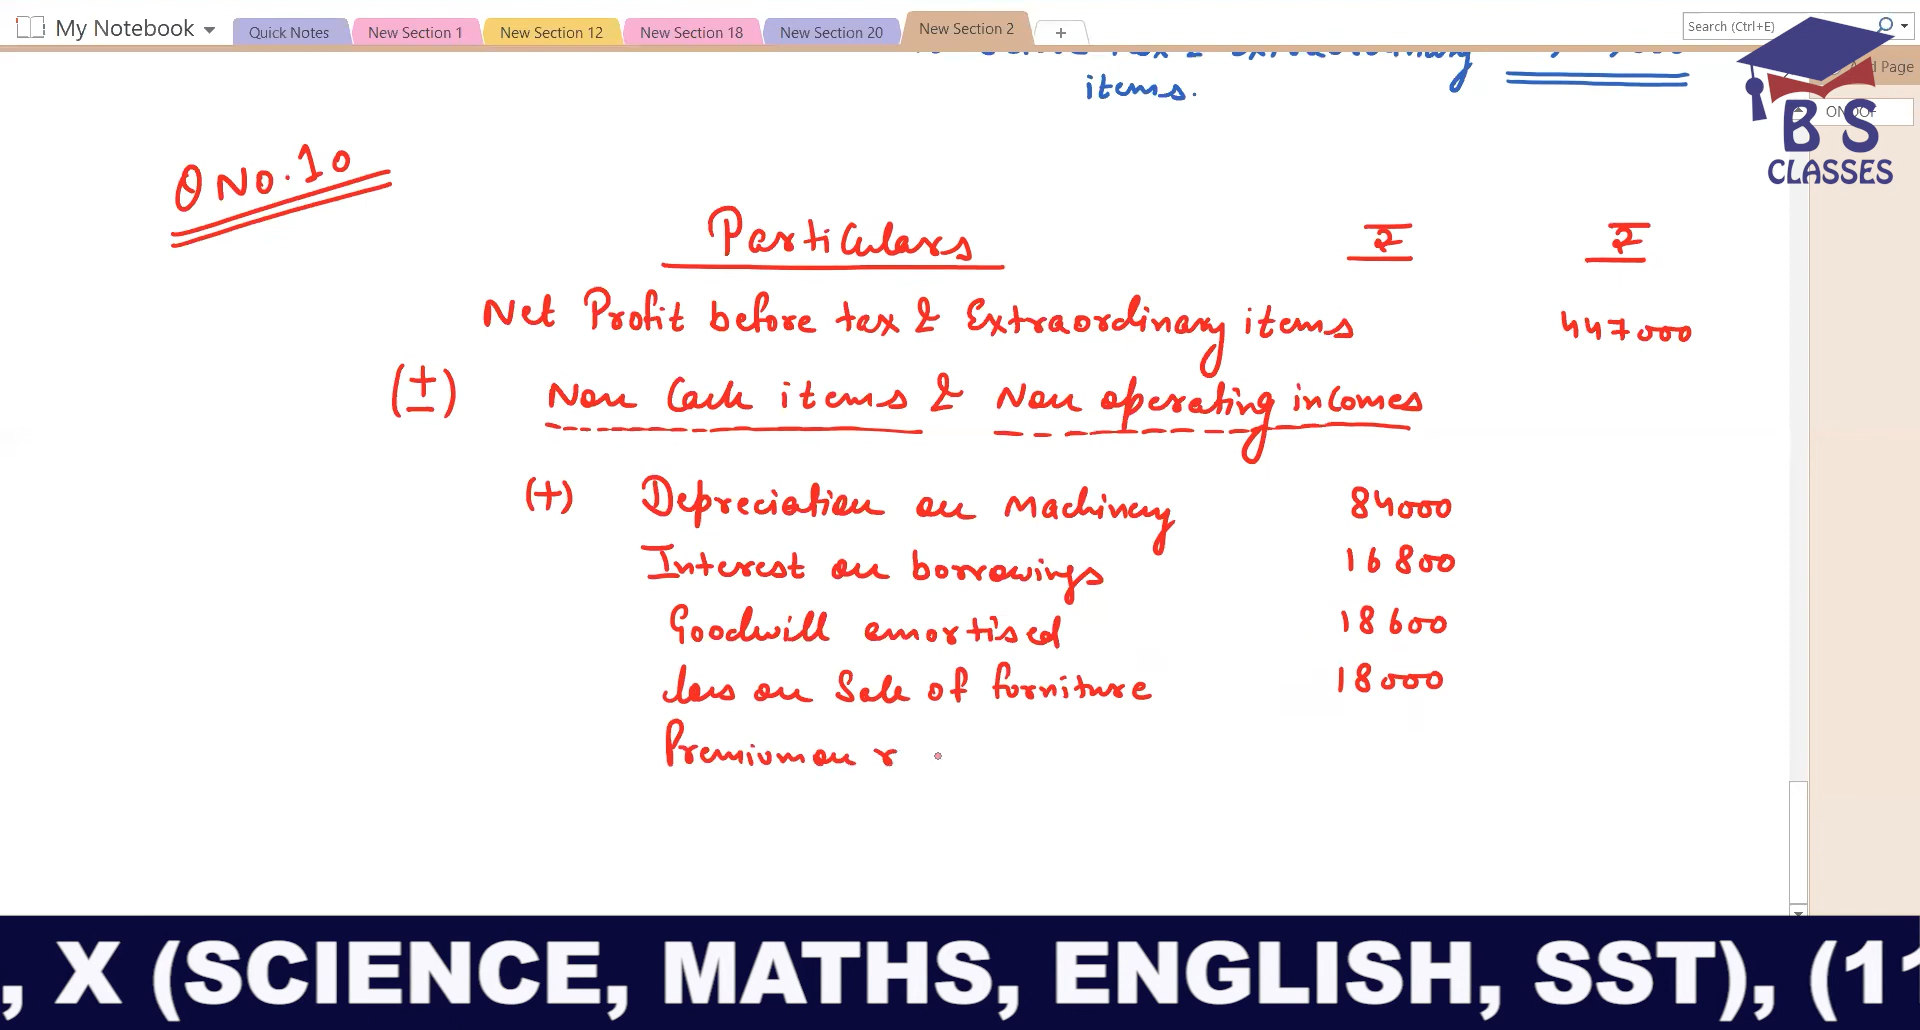 My Notebook Quick Notes New Section 1 New Section 12 New Section 18 New Section 20 New Section 2 + Search (Ctrl+E)
items.
Page
B S
CLASSES
Q No. 10
Particulars ₹ ₹
Net Profit before tax & Extraordinary items 447000
(±) Non Cash items & Non operating incomes
(+) Depreciation on Machinery 84000
Interest on borrowings 16800
Goodwill amortised 18600
Loss on Sale of furniture 18000
Premium on r
, X (SCIENCE, MATHS, ENGLISH, SST), (11